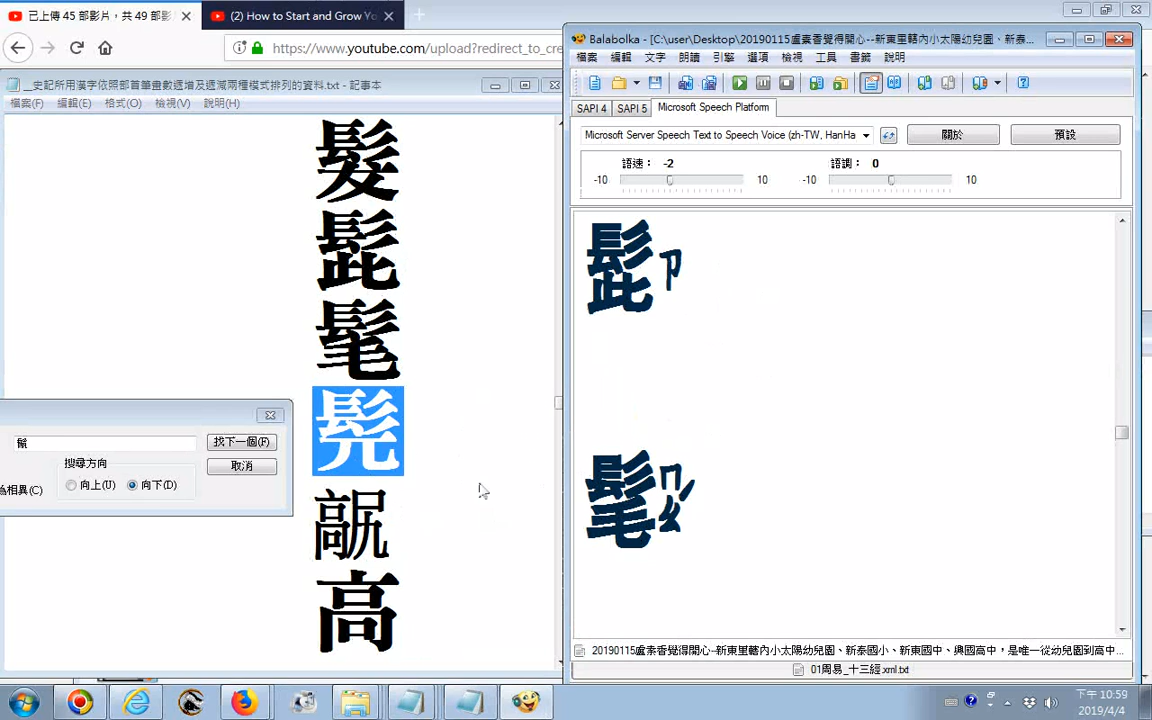 已上傳 45 部影片，共 49 部影
(2) How to Start and Grow Yo
https://www.youtube.com/upload?redirect_to_cre
__史記所用漢字依照部首筆畫數遞增及遞減兩種模式排列的資料.txt - 記事本
檔案(F) 編輯(E) 格式(O) 檢視(V) 說明(H)
髮
髭
髦
髡
高
找下一個(F)
搜尋方向
為相異(C)
向上(U)
向下(D)
取消
Balabolka - [C:\user\Desktop\20190115盧素香覺得開心--新東里轄內小太陽幼兒園、新泰...
檔案 編輯 文字 朗讀 引擎 選項 檢視 工具 書籤 說明
SAPI 4 SAPI 5 Microsoft Speech Platform
Microsoft Server Speech Text to Speech Voice (zh-TW, HanHa
關於
預設
語速： -2
語調： 0
-10 10 -10 10
髭ㄗ
髦ㄇㄠˊ
20190115盧素香覺得開心--新東里轄內小太陽幼兒園、新泰國小、新東國中、興國高中，是唯一從幼兒園到高中...
01周易_十三經.xml.txt
下午 10:59
2019/4/4